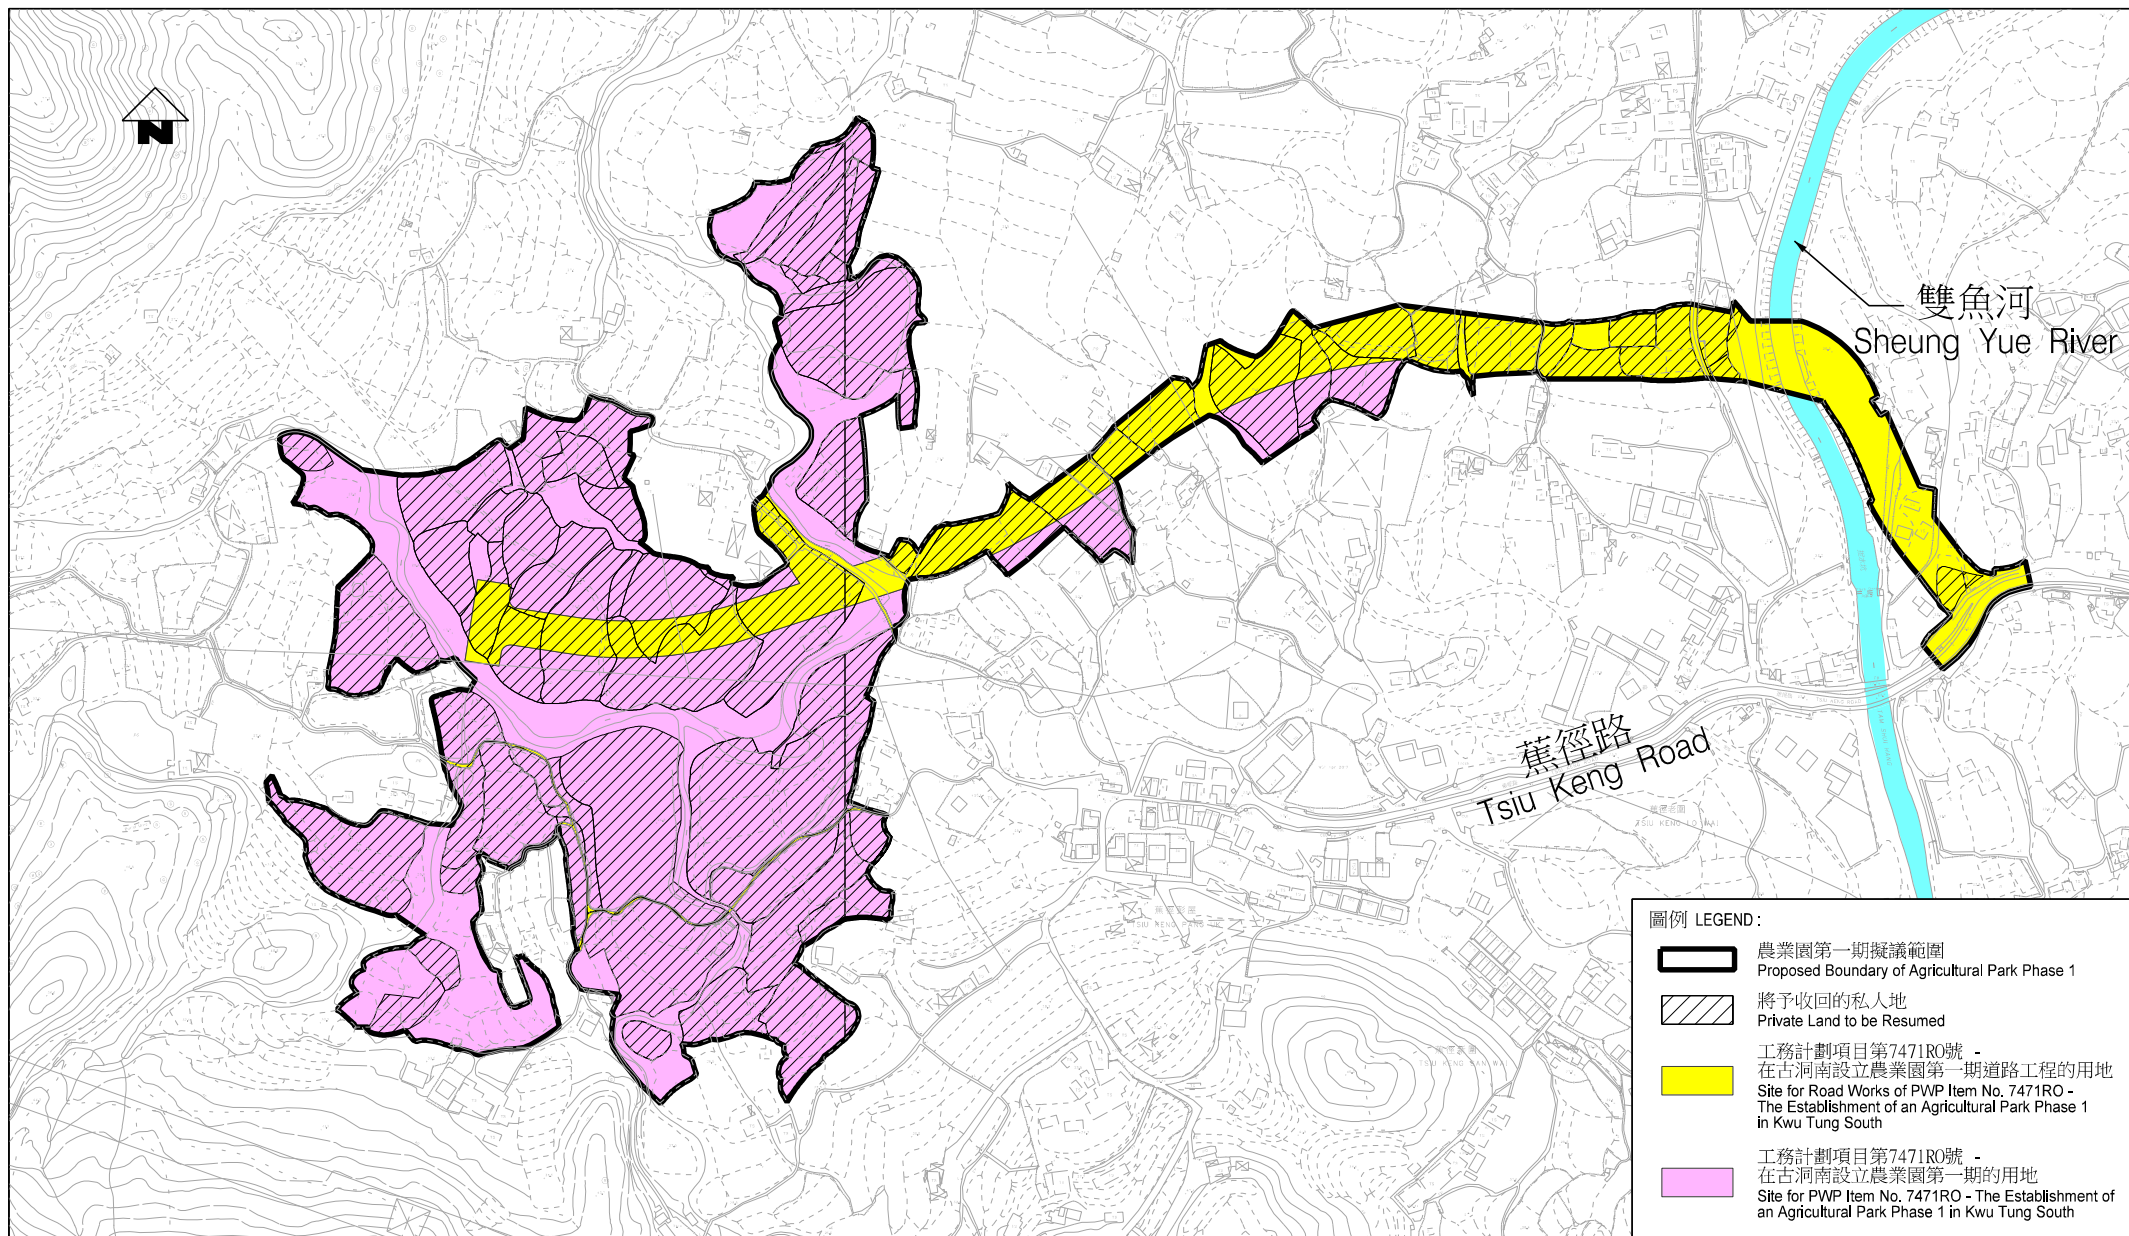 N
雙魚河
Sheung Yue River
蕉徑路
Tsiu Keng Road
TSIU KENG LO WAI
圖例 LEGEND :
農業園第一期擬議範圍
Proposed Boundary of Agricultural Park Phase 1
將予收回的私人地
Private Land to be Resumed
工務計劃項目第7471RO號 -
在古洞南設立農業園第一期道路工程的用地
Site for Road Works of PWP Item No. 7471RO -
The Establishment of an Agricultural Park Phase 1
in Kwu Tung South
工務計劃項目第7471RO號 -
在古洞南設立農業園第一期的用地
Site for PWP Item No. 7471RO - The Establishment of
an Agricultural Park Phase 1 in Kwu Tung South